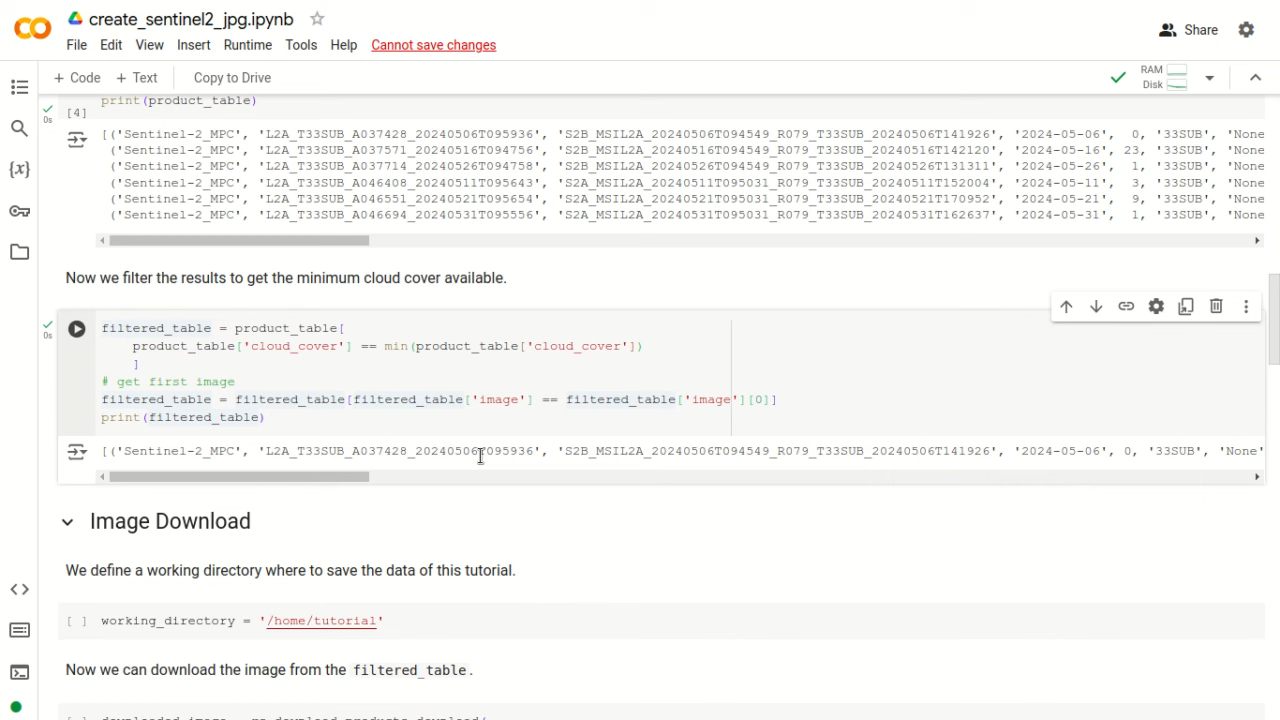 create_sentinel2_jpg.ipynb
File Edit View Insert Runtime Tools Help Cannot save changes
Share
+ Code + Text Copy to Drive
RAM
Disk
print(product_table)
[4]
0s
[('Sentinel-2_MPC', 'L2A_T33SUB_A037428_20240506T095936', 'S2B_MSIL2A_20240506T094549_R079_T33SUB_20240506T141926', '2024-05-06', 0, '33SUB', 'None
('Sentinel-2_MPC', 'L2A_T33SUB_A037571_20240516T094756', 'S2B_MSIL2A_20240516T094549_R079_T33SUB_20240516T142120', '2024-05-16', 23, '33SUB', 'None
('Sentinel-2_MPC', 'L2A_T33SUB_A037714_20240526T094758', 'S2B_MSIL2A_20240526T094549_R079_T33SUB_20240526T131311', '2024-05-26', 1, '33SUB', 'None
('Sentinel-2_MPC', 'L2A_T33SUB_A046408_20240511T095643', 'S2A_MSIL2A_20240511T095031_R079_T33SUB_20240511T152004', '2024-05-11', 3, '33SUB', 'None
('Sentinel-2_MPC', 'L2A_T33SUB_A046551_20240521T095654', 'S2A_MSIL2A_20240521T095031_R079_T33SUB_20240521T170952', '2024-05-21', 9, '33SUB', 'None
('Sentinel-2_MPC', 'L2A_T33SUB_A046694_20240531T095556', 'S2A_MSIL2A_20240531T095031_R079_T33SUB_20240531T162637', '2024-05-31', 1, '33SUB', 'None
Now we filter the results to get the minimum cloud cover available.
0s
filtered_table = product_table[
product_table['cloud_cover'] == min(product_table['cloud_cover'])
]
# get first image
filtered_table = filtered_table[filtered_table['image'] == filtered_table['image'][0]]
print(filtered_table)
[('Sentinel-2_MPC', 'L2A_T33SUB_A037428_20240506T095936', 'S2B_MSIL2A_20240506T094549_R079_T33SUB_20240506T141926', '2024-05-06', 0, '33SUB', 'None'
Image Download
We define a working directory where to save the data of this tutorial.
[ ] working_directory = '/home/tutorial'
Now we can download the image from the filtered_table.